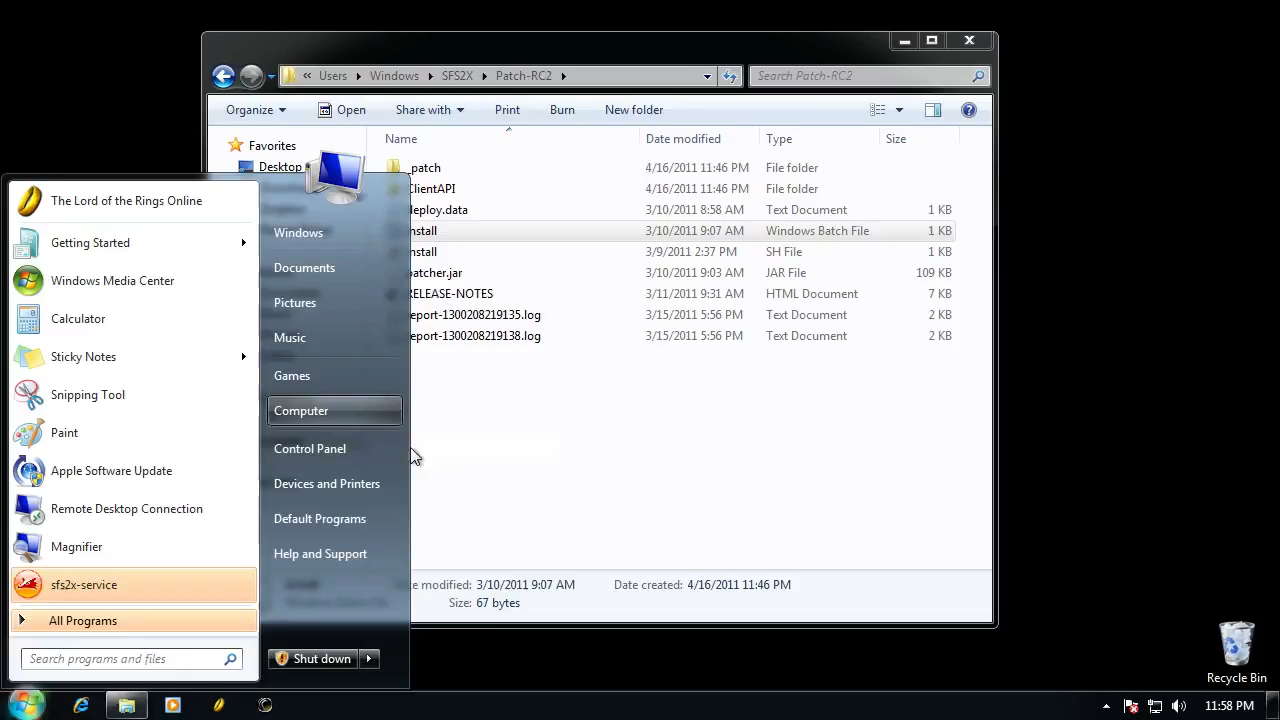 « Users Windows SFS2X Patch-RC2
Search Patch-RC2
Organize Open Share with Print Burn New folder
Name Date modified Type Size
Favorites
Desktop
_patch 4/16/2011 11:46 PM File folder
ClientAPI 4/16/2011 11:46 PM File folder
deploy.data 3/10/2011 8:58 AM Text Document 1 KB
install 3/10/2011 9:07 AM Windows Batch File 1 KB
install 3/9/2011 2:37 PM SH File 1 KB
patcher.jar 3/10/2011 9:03 AM JAR File 109 KB
RELEASE-NOTES 3/11/2011 9:31 AM HTML Document 7 KB
report-1300208219135.log 3/15/2011 5:56 PM Text Document 2 KB
report-1300208219138.log 3/15/2011 5:56 PM Text Document 2 KB
modified: 3/10/2011 9:07 AM Date created: 4/16/2011 11:46 PM
Size: 67 bytes
The Lord of the Rings Online
Getting Started
Windows Media Center
Calculator
Sticky Notes
Snipping Tool
Paint
Apple Software Update
Remote Desktop Connection
Magnifier
sfs2x-service
All Programs
Search programs and files
Windows
Documents
Pictures
Music
Games
Computer
Control Panel
Devices and Printers
Default Programs
Help and Support
Shut down
Recycle Bin
11:58 PM